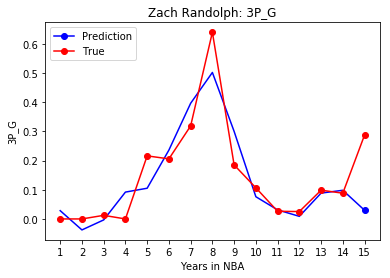 Zach Randolph: 3P_G
Prediction
True
3P_G
0.6
0.5
0.4
0.3
0.2
0.1
0.0
1 2 3 4 5 6 7 8 9 10 11 12 13 14 15
Years in NBA